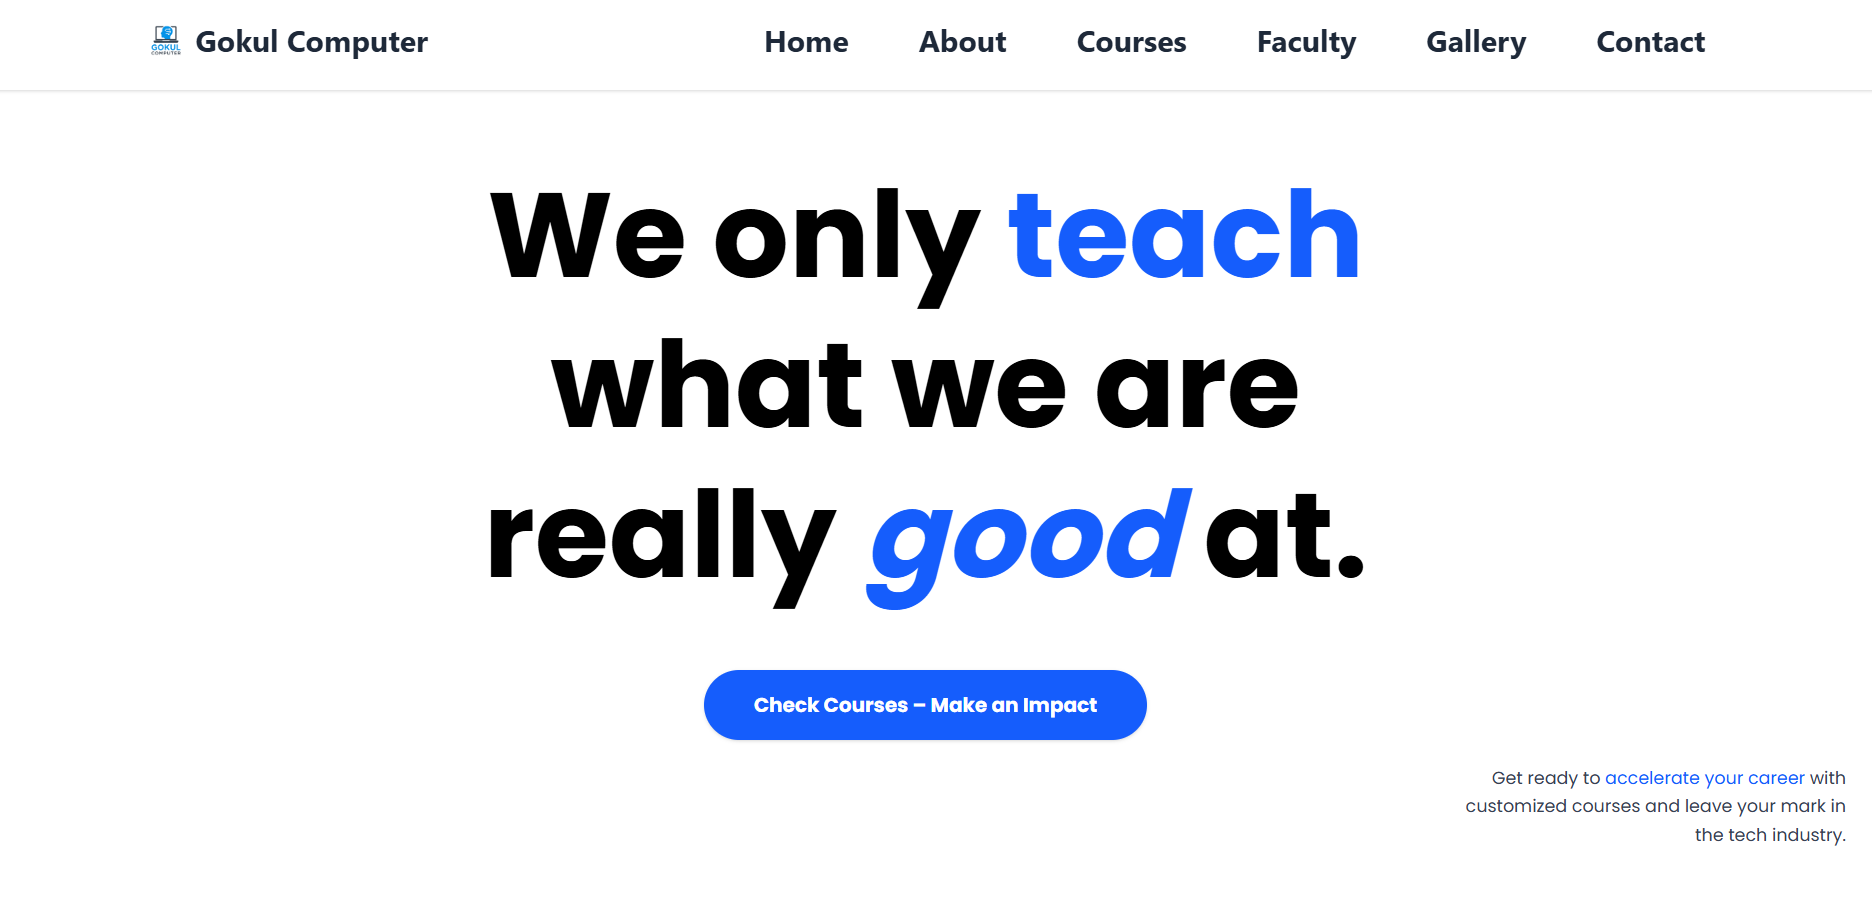 GOKUL
COMPUTER
Gokul Computer
Home About Courses Faculty Gallery Contact
We only teach
what we are
really good at.
Check Courses – Make an Impact
Get ready to accelerate your career with
customized courses and leave your mark in
the tech industry.